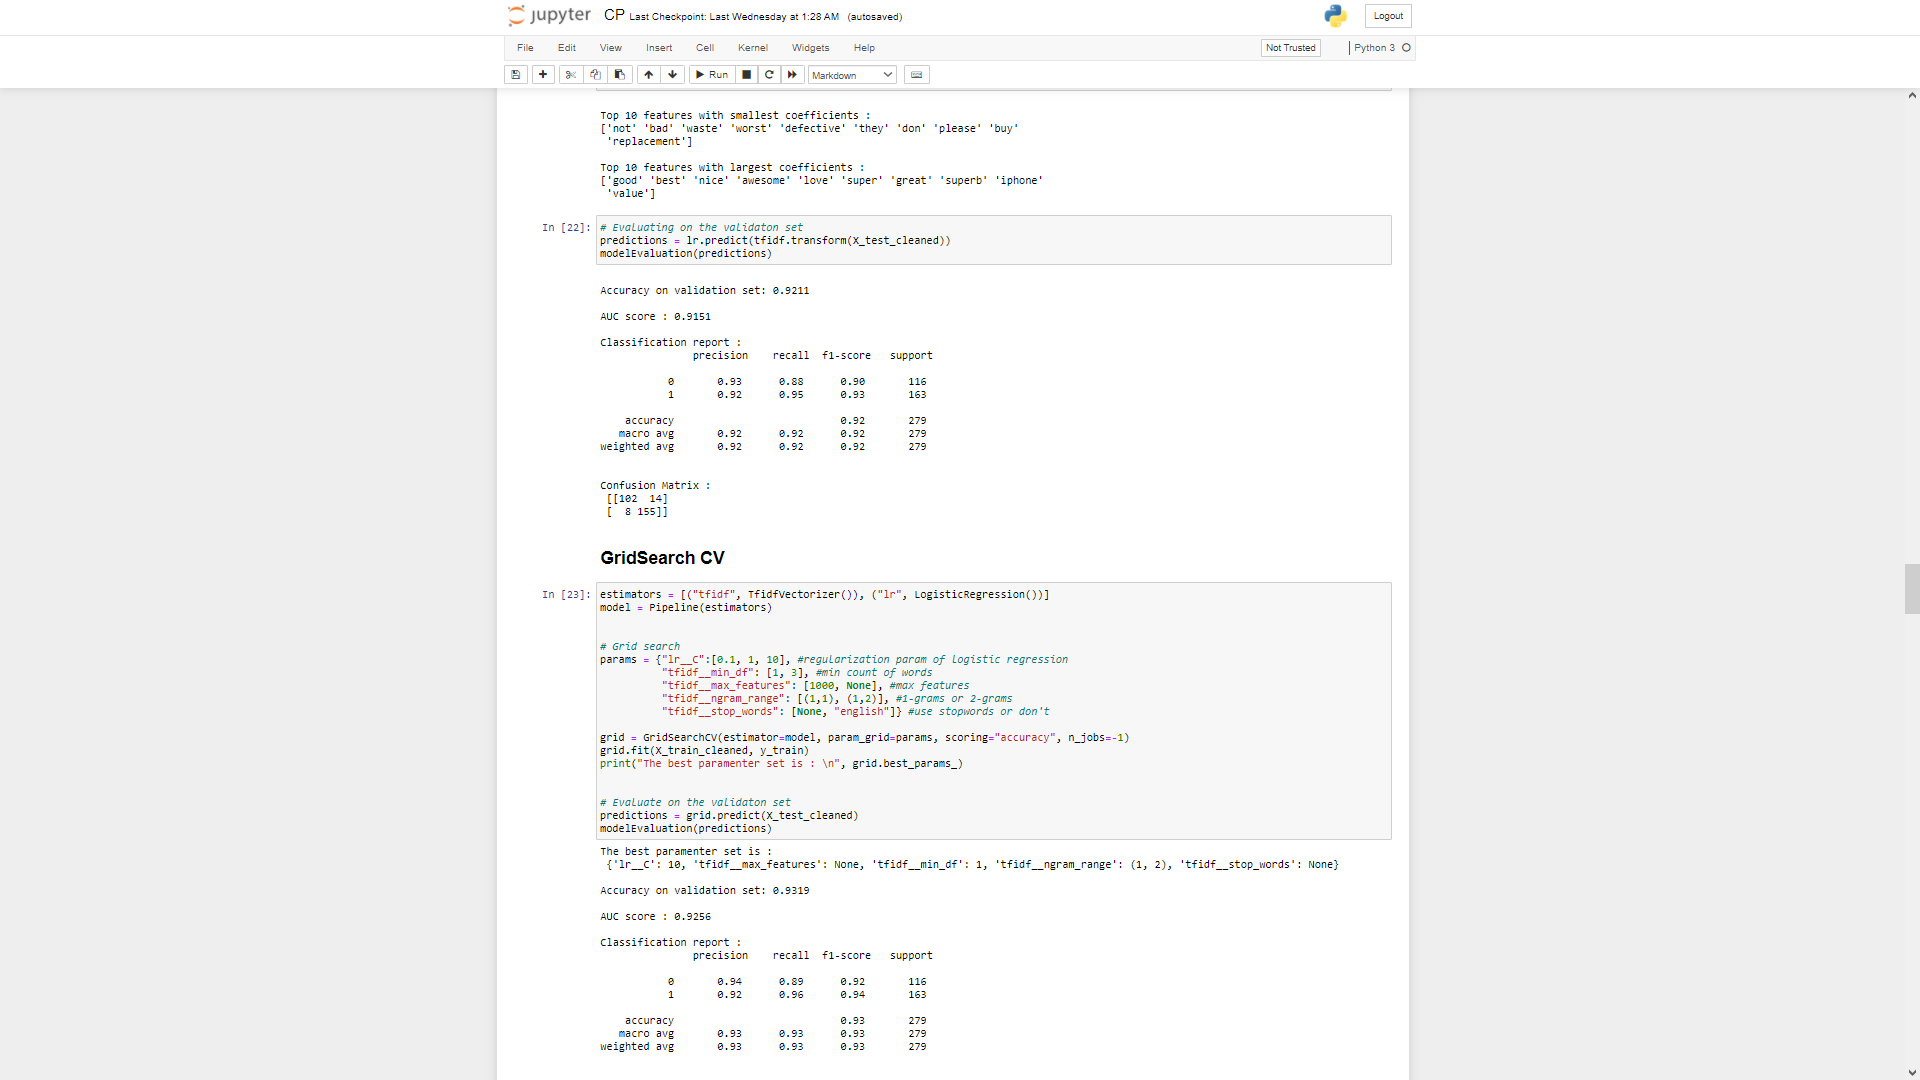 jupyter CP Last Checkpoint: Last Wednesday at 1:28 AM (autosaved) Logout
File Edit View Insert Cell Kernel Widgets Help Not Trusted Python 3
Run Markdown
Top 10 features with smallest coefficients :
['not' 'bad' 'waste' 'worst' 'defective' 'they' 'don' 'please' 'buy'
'replacement']
Top 10 features with largest coefficients :
['good' 'best' 'nice' 'awesome' 'love' 'super' 'great' 'superb' 'iphone'
'value']
In [22]: # Evaluating on the validaton set
predictions = lr.predict(tfidf.transform(X_test_cleaned))
modelEvaluation(predictions)
Accuracy on validation set: 0.9211
AUC score : 0.9151
Classification report :
precision recall f1-score support
0 0.93 0.88 0.90 116
1 0.92 0.95 0.93 163
accuracy 0.92 279
macro avg 0.92 0.92 0.92 279
weighted avg 0.92 0.92 0.92 279
Confusion Matrix :
[[102 14]
[ 8 155]]
GridSearch CV
In [23]: estimators = [("tfidf", TfidfVectorizer()), ("lr", LogisticRegression())]
model = Pipeline(estimators)
# Grid search
params = {"lr__C":[0.1, 1, 10], #regularization param of logistic regression
"tfidf__min_df": [1, 3], #min count of words
"tfidf__max_features": [1000, None], #max features
"tfidf__ngram_range": [(1,1), (1,2)], #1-grams or 2-grams
"tfidf__stop_words": [None, "english"]} #use stopwords or don't
grid = GridSearchCV(estimator=model, param_grid=params, scoring="accuracy", n_jobs=-1)
grid.fit(X_train_cleaned, y_train)
print("The best paramenter set is : \n", grid.best_params_)
# Evaluate on the validaton set
predictions = grid.predict(X_test_cleaned)
modelEvaluation(predictions)
The best paramenter set is :
{'lr__C': 10, 'tfidf__max_features': None, 'tfidf__min_df': 1, 'tfidf__ngram_range': (1, 2), 'tfidf__stop_words': None}
Accuracy on validation set: 0.9319
AUC score : 0.9256
Classification report :
precision recall f1-score support
0 0.94 0.89 0.92 116
1 0.92 0.96 0.94 163
accuracy 0.93 279
macro avg 0.93 0.93 0.93 279
weighted avg 0.93 0.93 0.93 279